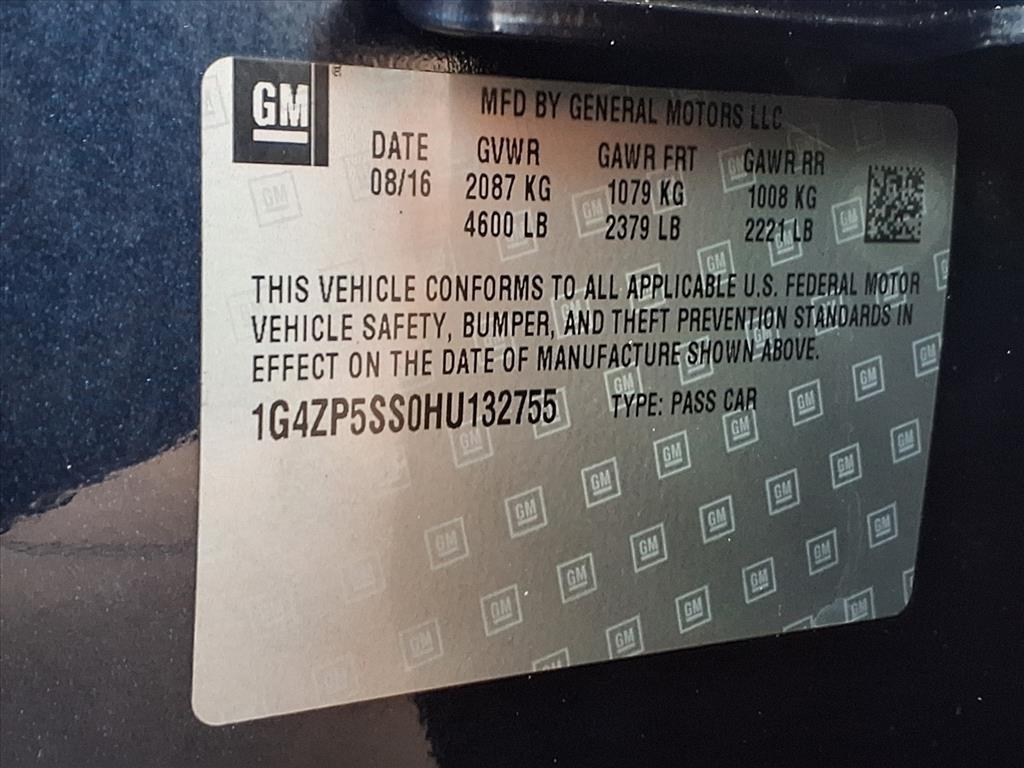 GM
MFD BY GENERAL MOTORS LLC
DATE GVWR GAWR FRT GAWR RR
08/16 2087 KG 1079 KG 1008 KG
4600 LB 2379 LB 2221 LB
THIS VEHICLE CONFORMS TO ALL APPLICABLE U.S. FEDERAL MOTOR
VEHICLE SAFETY, BUMPER, AND THEFT PREVENTION STANDARDS IN
EFFECT ON THE DATE OF MANUFACTURE SHOWN ABOVE.
1G4ZP5SS0HU132755 TYPE: PASS CAR